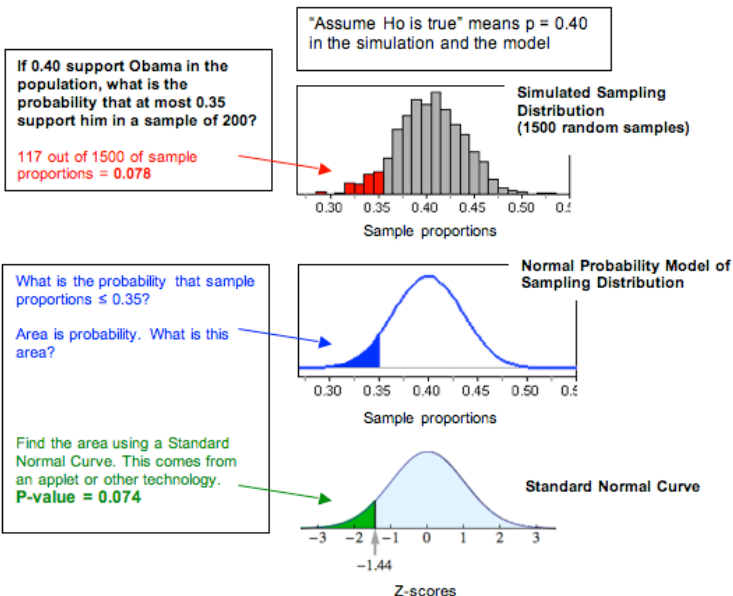 "Assume Ho is true" means p = 0.40
in the simulation and the model
If 0.40 support Obama in the
population, what is the
probability that at most 0.35
support him in a sample of 200?
117 out of 1500 of sample
proportions = 0.078
Simulated Sampling
Distribution
(1500 random samples)
0.30 0.35 0.40 0.45 0.50
Sample proportions
What is the probability that sample
proportions ≤ 0.35?
Area is probability. What is this
area?
Normal Probability Model of
Sampling Distribution
0.30 0.35 0.40 0.45 0.50
Sample proportions
Find the area using a Standard
Normal Curve. This comes from
an applet or other technology.
P-value = 0.074
Standard Normal Curve
−3 −2 −1 0 1 2 3
−1.44
Z-scores